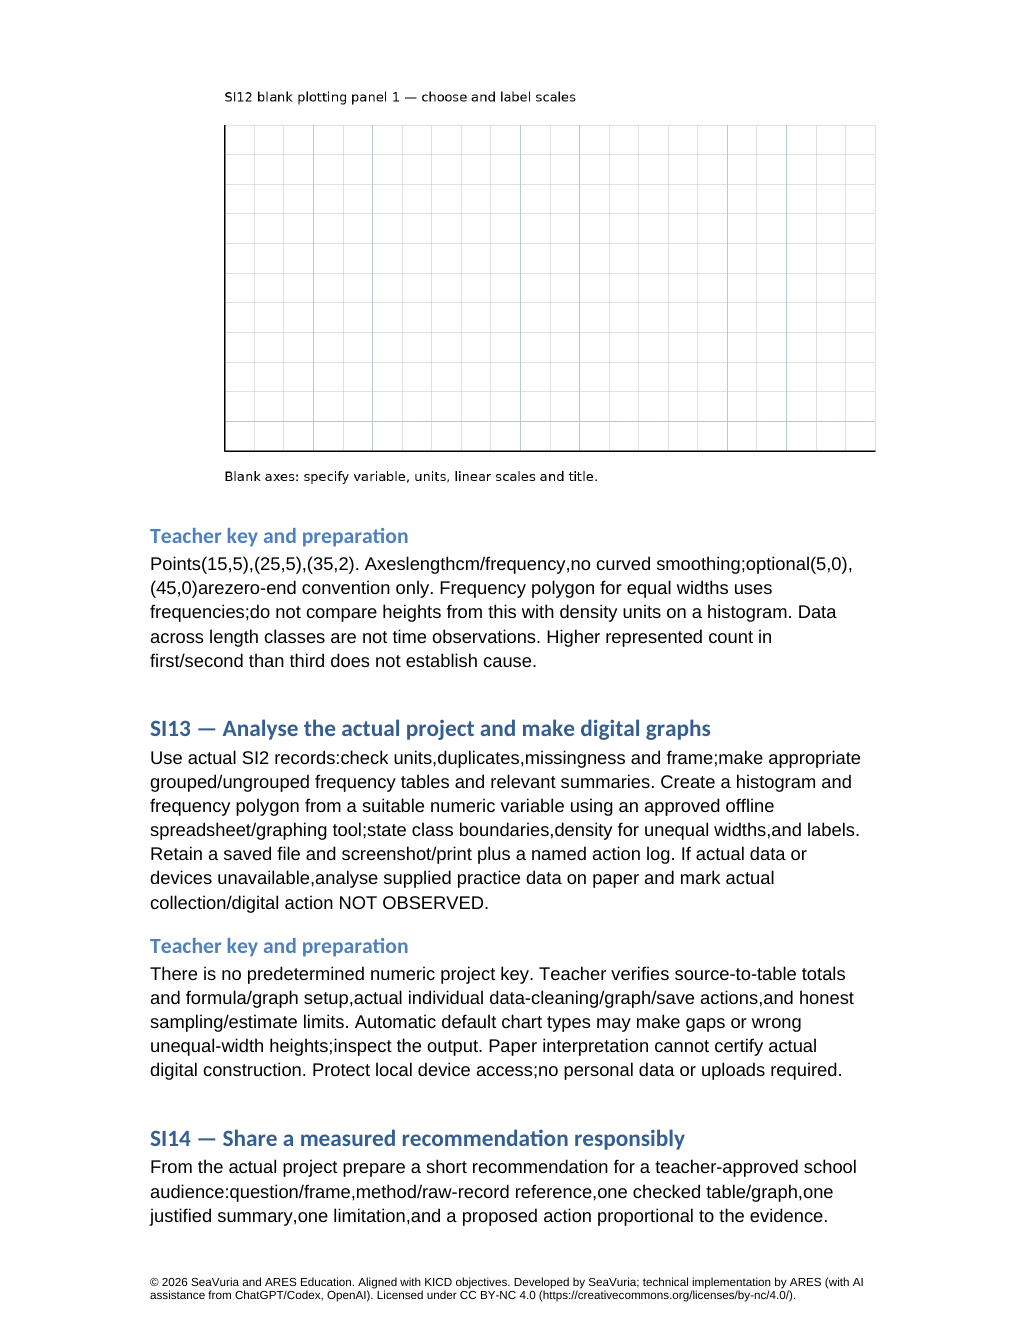 SI12 blank plotting panel 1 — choose and label scales
Blank axes: specify variable, units, linear scales and title.
Teacher key and preparation
Points(15,5),(25,5),(35,2). Axeslengthcm/frequency,no curved smoothing;optional(5,0),
(45,0)arezero-end convention only. Frequency polygon for equal widths uses
frequencies;do not compare heights from this with density units on a histogram. Data
across length classes are not time observations. Higher represented count in
first/second than third does not establish cause.
SI13 — Analyse the actual project and make digital graphs
Use actual SI2 records:check units,duplicates,missingness and frame;make appropriate
grouped/ungrouped frequency tables and relevant summaries. Create a histogram and
frequency polygon from a suitable numeric variable using an approved offline
spreadsheet/graphing tool;state class boundaries,density for unequal widths,and labels.
Retain a saved file and screenshot/print plus a named action log. If actual data or
devices unavailable,analyse supplied practice data on paper and mark actual
collection/digital action NOT OBSERVED.
Teacher key and preparation
There is no predetermined numeric project key. Teacher verifies source-to-table totals
and formula/graph setup,actual individual data-cleaning/graph/save actions,and honest
sampling/estimate limits. Automatic default chart types may make gaps or wrong
unequal-width heights;inspect the output. Paper interpretation cannot certify actual
digital construction. Protect local device access;no personal data or uploads required.
SI14 — Share a measured recommendation responsibly
From the actual project prepare a short recommendation for a teacher-approved school
audience:question/frame,method/raw-record reference,one checked table/graph,one
justified summary,one limitation,and a proposed action proportional to the evidence.
© 2026 SeaVuria and ARES Education. Aligned with KICD objectives. Developed by SeaVuria; technical implementation by ARES (with AI
assistance from ChatGPT/Codex, OpenAI). Licensed under CC BY-NC 4.0 (https://creativecommons.org/licenses/by-nc/4.0/).